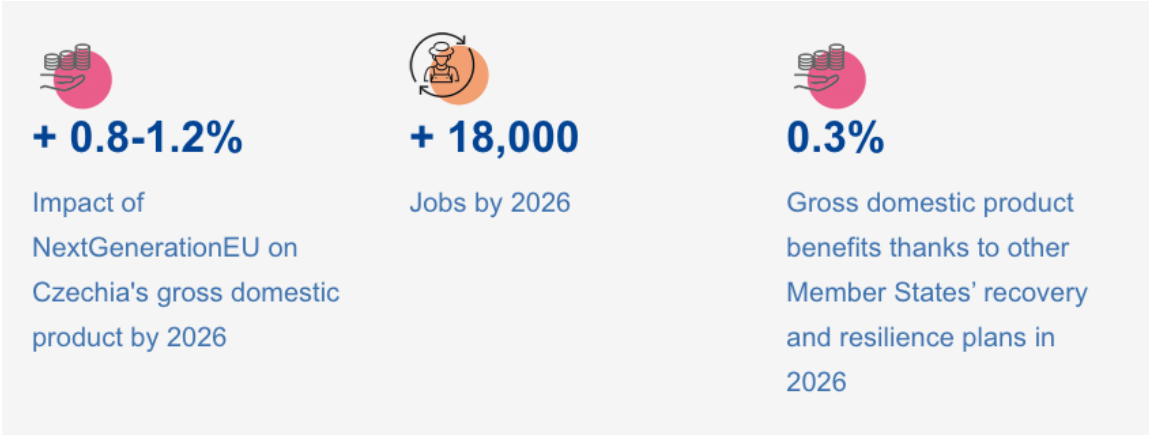 + 0.8-1.2%
Impact of
NextGenerationEU on
Czechia's gross domestic
product by 2026
+ 18,000
Jobs by 2026
0.3%
Gross domestic product
benefits thanks to other
Member States’ recovery
and resilience plans in
2026